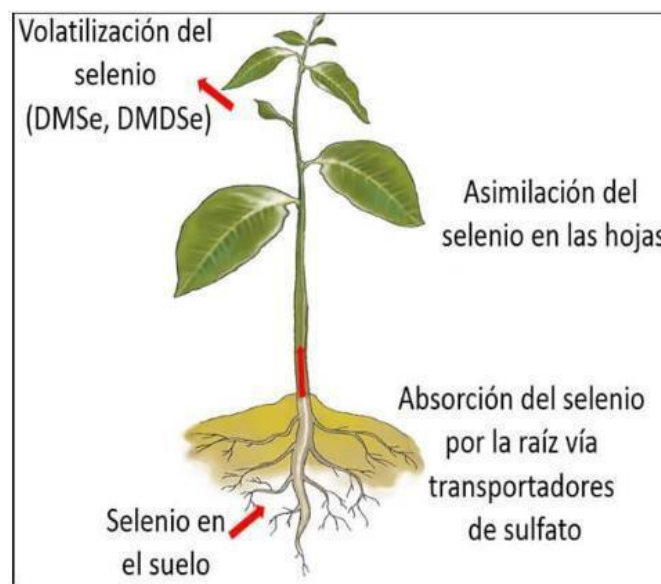 Volatilización del
selenio
(DMSe, DMDSe)
Asimilación del
selenio en las hojas
Absorción del selenio
por la raíz vía
transportadores
de sulfato
Selenio en
el suelo